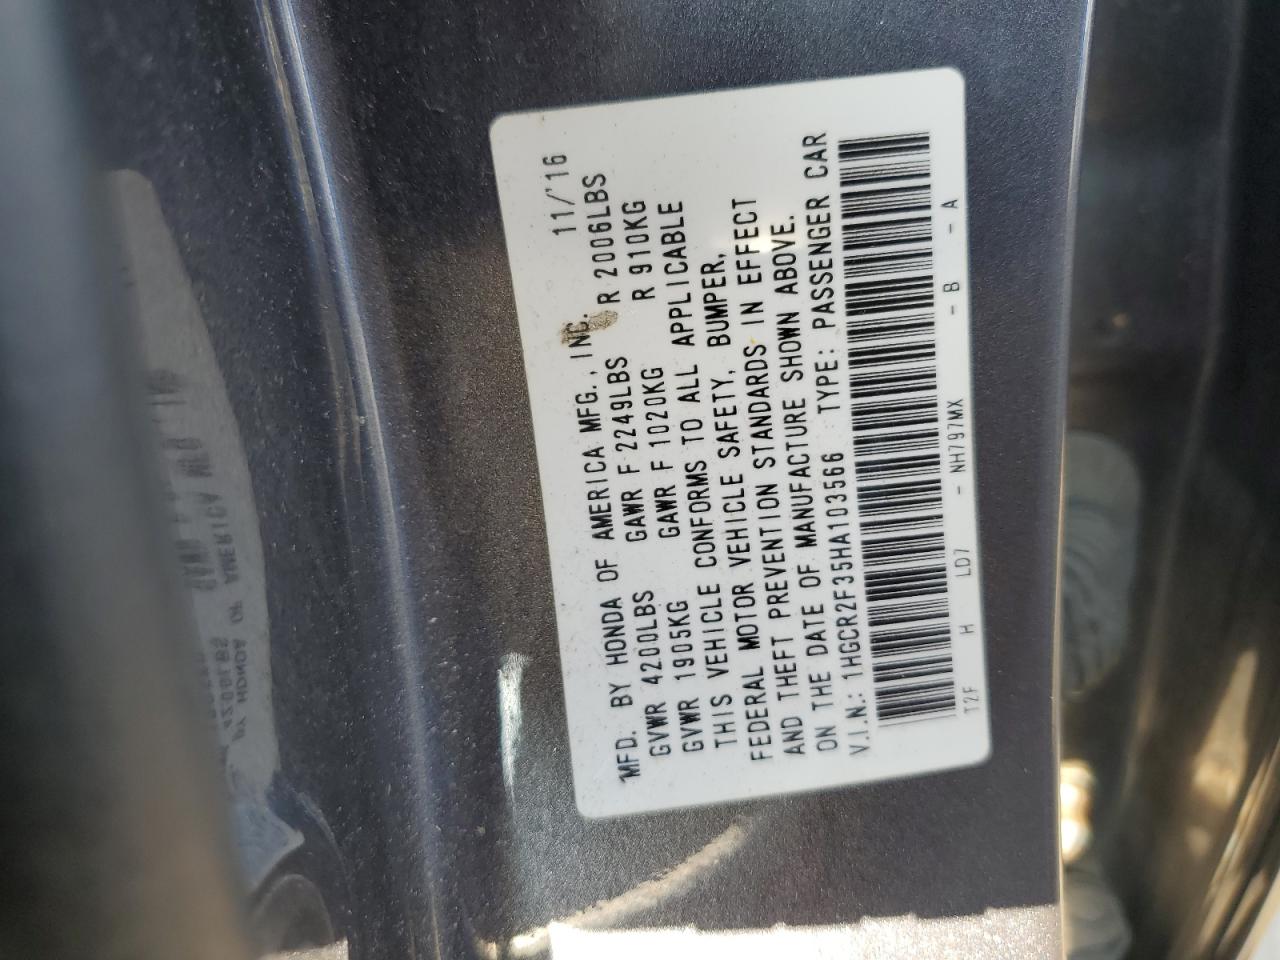 MFD. BY HONDA OF AMERICA MFG., INC. 11/'16
GVWR 4200LBS GAWR F 2249LBS R 2006LBS
GVWR 1905KG GAWR F 1020KG R 910KG
THIS VEHICLE CONFORMS TO ALL APPLICABLE
FEDERAL MOTOR VEHICLE SAFETY, BUMPER,
AND THEFT PREVENTION STANDARDS IN EFFECT
ON THE DATE OF MANUFACTURE SHOWN ABOVE.
V.I.N.: 1HGCR2F35HA103566 TYPE: PASSENGER CAR
T2F H LD7 - NH797MX - B - A